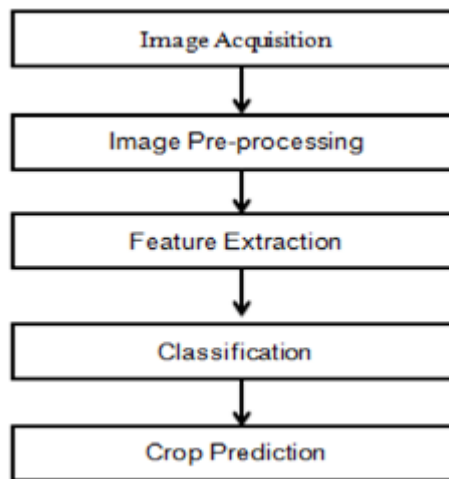 Image Acquisition
Image Pre-processing
Feature Extraction
Classification
Crop Prediction